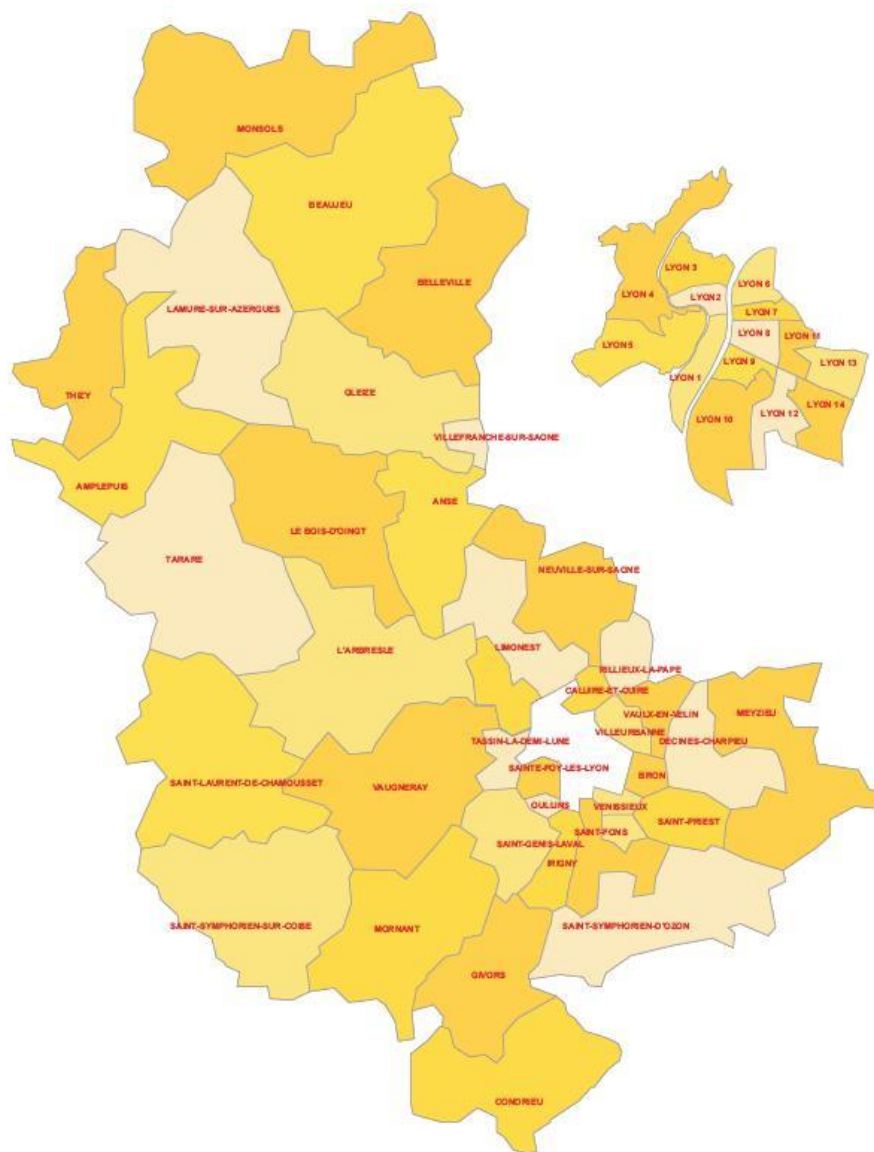 MONSOLS
BEAUJEU
BELLEVILLE
LAMURE-SUR-AZERGUES
THIZY
GLEIZE
VILLEFRANCHE-SUR-SAONE
AMPLEPUIS
ANSE
LE BOIS-D'OINGT
TARARE
NEUVILLE-SUR-SAONE
LIMONEST
L'ARBRESLE
RILLIEUX-LA-PAPE
CALUIRE-ET-CUIRE
VAULX-EN-VELIN
MEYZIEU
VILLEURBANNE
TASSIN-LA-DEMI-LUNE
DECINES-CHARPIEU
SAINTE-FOY-LES-LYON
BRON
SAINT-LAURENT-DE-CHAMOUSSET
VAUGNERAY
OULLINS
VENISSIEUX
SAINT-PRIEST
SAINT-FONS
SAINT-GENIS-LAVAL
IRIGNY
SAINT-SYMPHORIEN-SUR-COISE
MORNANT
SAINT-SYMPHORIEN-D'OZON
GIVORS
CONDRIEU
LYON 3
LYON 6
LYON 4
LYON 2
LYON 7
LYON 5
LYON 8
LYON 11
LYON 9
LYON 13
LYON 1
LYON 10
LYON 12
LYON 14